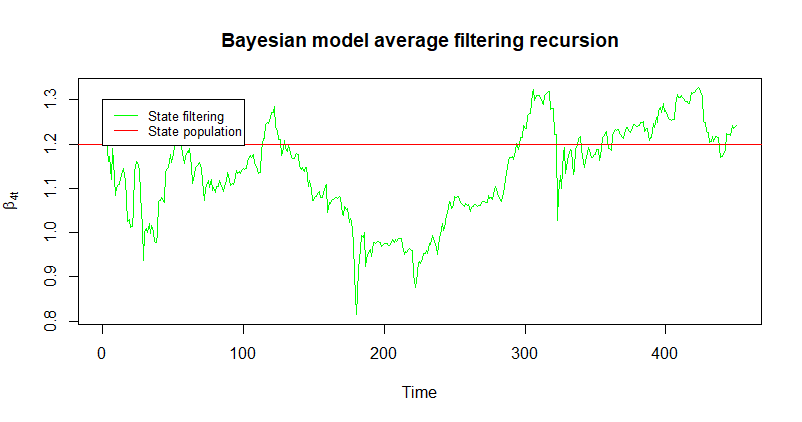 Bayesian model average filtering recursion
State filtering
State population
β4t
0.8 0.9 1.0 1.1 1.2 1.3
0 100 200 300 400
Time